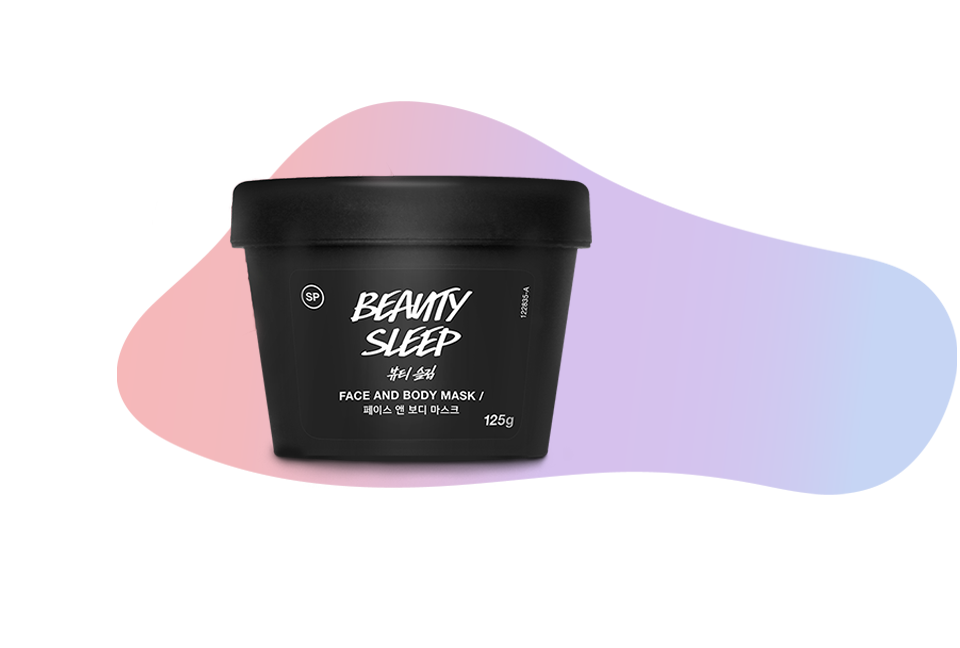 SP
BEAUTY
SLEEP
뷰티 슬립
FACE AND BODY MASK /
페이스 앤 보디 마스크
125g
122835-A